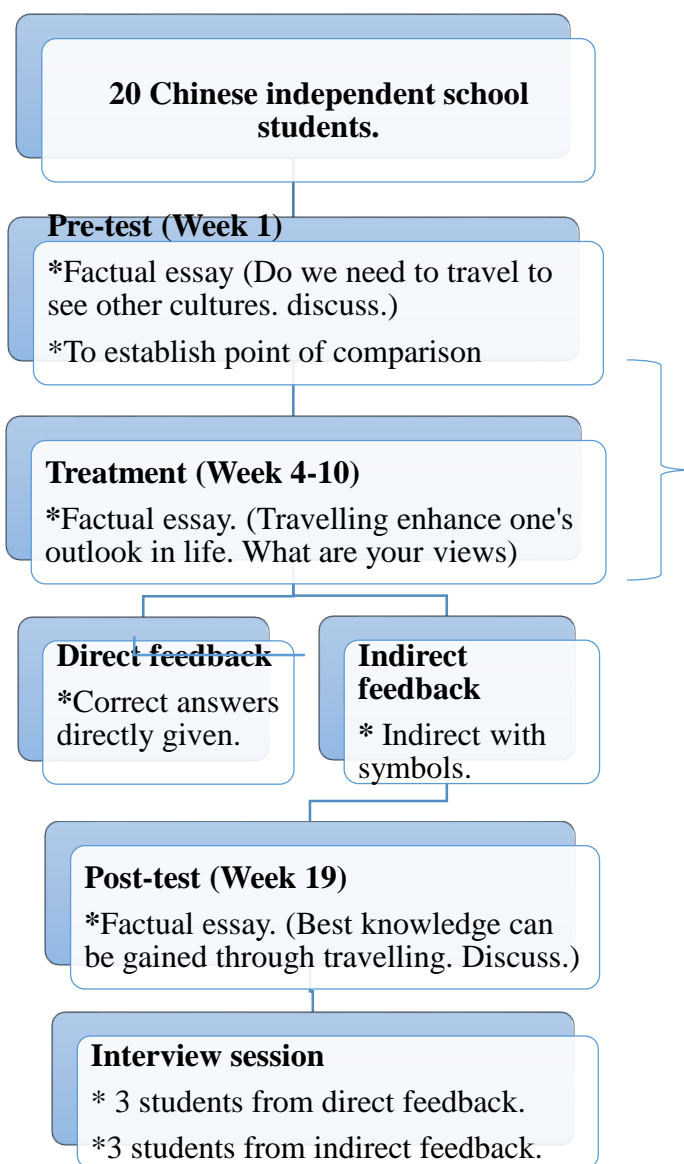 20 Chinese independent school
students.
Pre-test (Week 1)
*Factual essay (Do we need to travel to
see other cultures. discuss.)
*To establish point of comparison
Treatment (Week 4-10)
*Factual essay. (Travelling enhance one's
outlook in life. What are your views)
Direct feedback
*Correct answers
directly given.
Indirect
feedback
* Indirect with
symbols.
Post-test (Week 19)
*Factual essay. (Best knowledge can
be gained through travelling. Discuss.)
Interview session
* 3 students from direct feedback.
*3 students from indirect feedback.